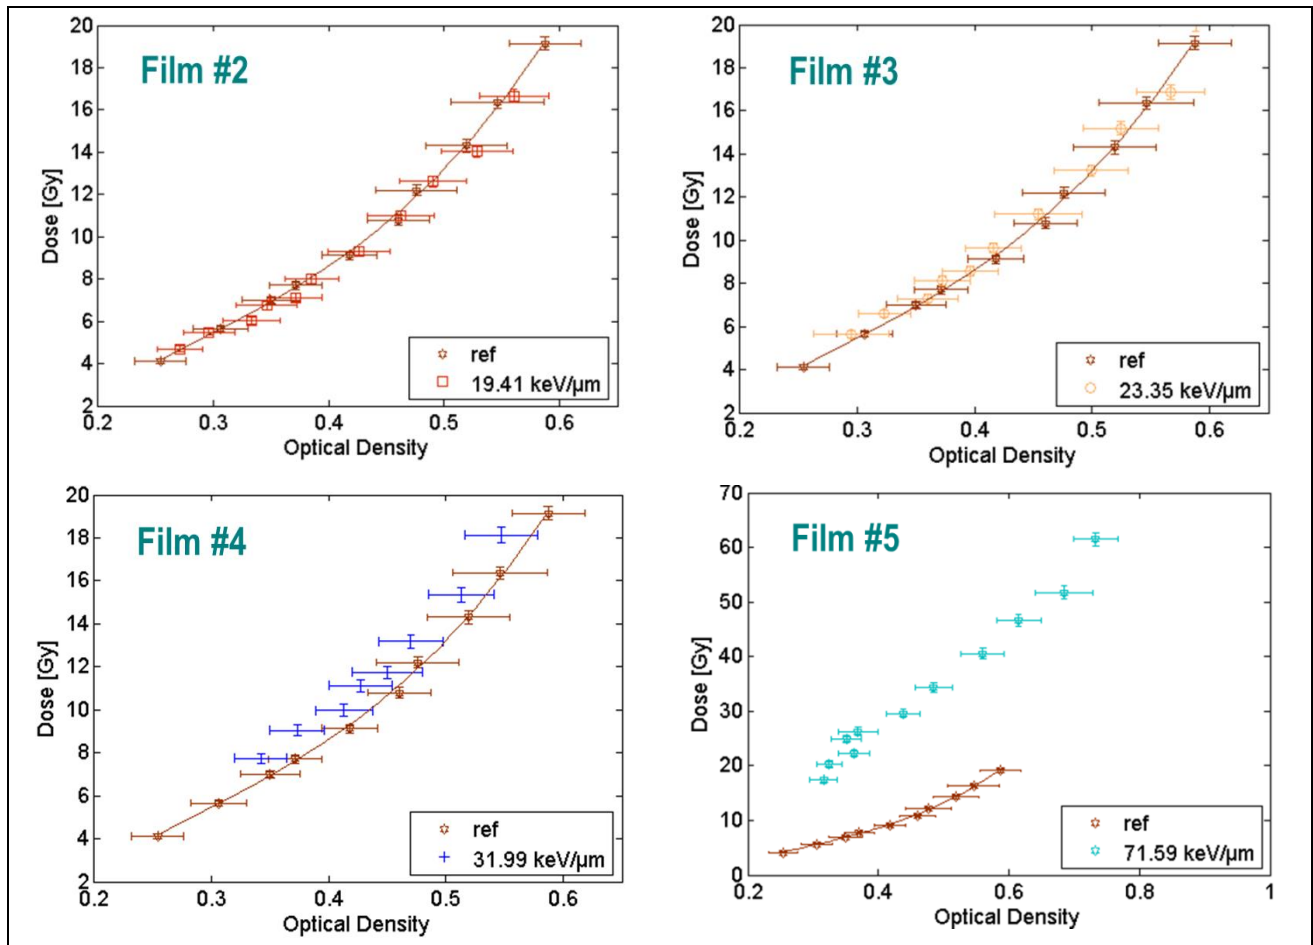 Film #2
20
18
16
14
12
10
8
6
4
2
Dose [Gy]
ref
19.41 keV/µm
0.2 0.3 0.4 0.5 0.6
Optical Density
Film #3
20
18
16
14
12
10
8
6
4
2
Dose [Gy]
ref
23.35 keV/µm
0.2 0.3 0.4 0.5 0.6
Optical Density
Film #4
20
18
16
14
12
10
8
6
4
2
Dose [Gy]
ref
31.99 keV/µm
0.2 0.3 0.4 0.5 0.6
Optical Density
Film #5
70
60
50
40
30
20
10
0
Dose [Gy]
ref
71.59 keV/µm
0.2 0.4 0.6 0.8 1
Optical Density